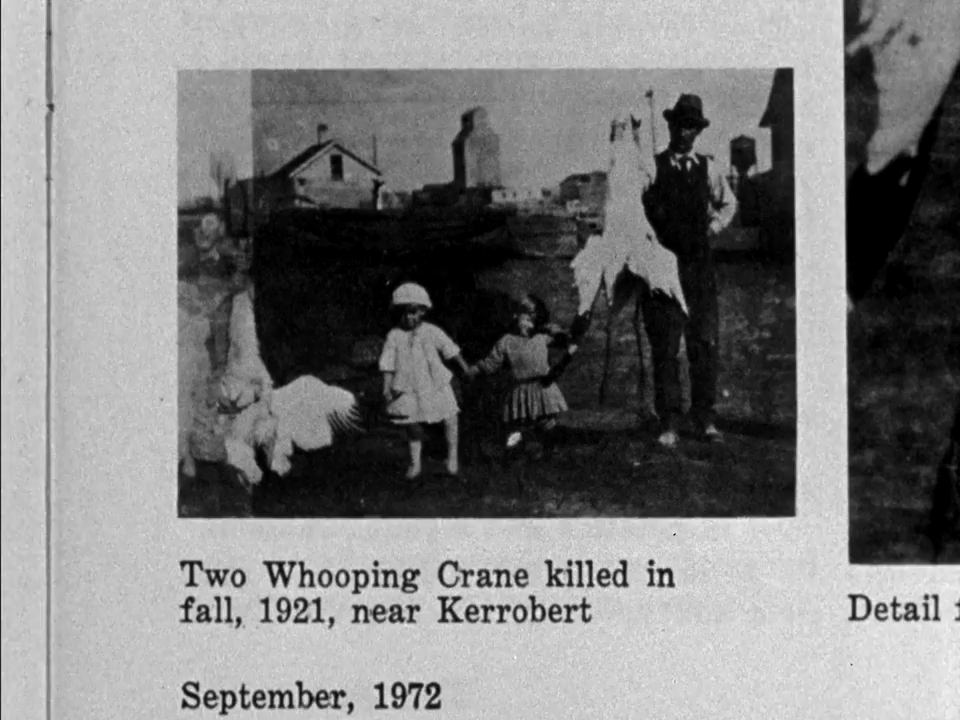 Two Whooping Crane killed in
fall, 1921, near Kerrobert
September, 1972
Detail